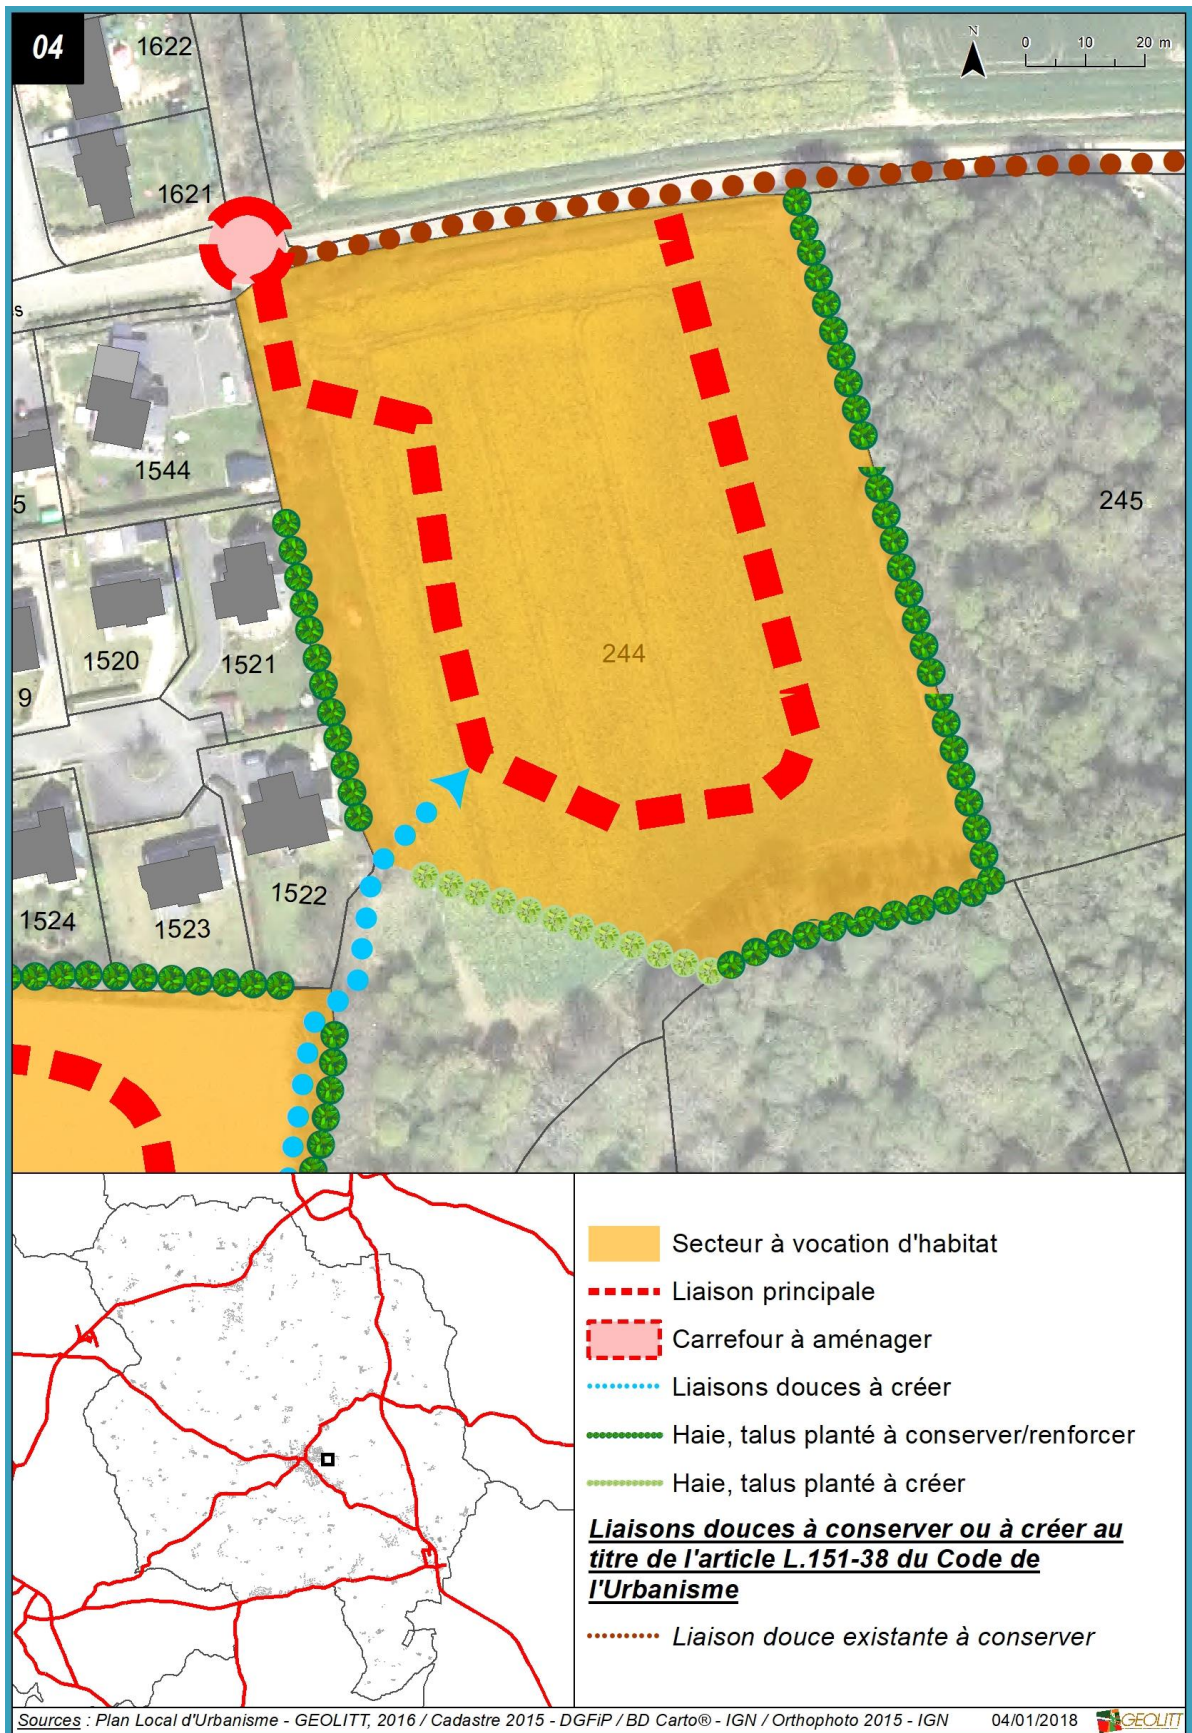 04
1622
N
0 10 20 m
1621
s
1544
5
245
1520
1521
244
9
1522
1524
1523
Secteur à vocation d'habitat
Liaison principale
Carrefour à aménager
Liaisons douces à créer
Haie, talus planté à conserver/renforcer
Haie, talus planté à créer
Liaisons douces à conserver ou à créer au
titre de l'article L.151-38 du Code de
l'Urbanisme
Liaison douce existante à conserver
Sources : Plan Local d'Urbanisme - GEOLITT, 2016 / Cadastre 2015 - DGFiP / BD Carto® - IGN / Orthophoto 2015 - IGN 04/01/2018 GEOLITT